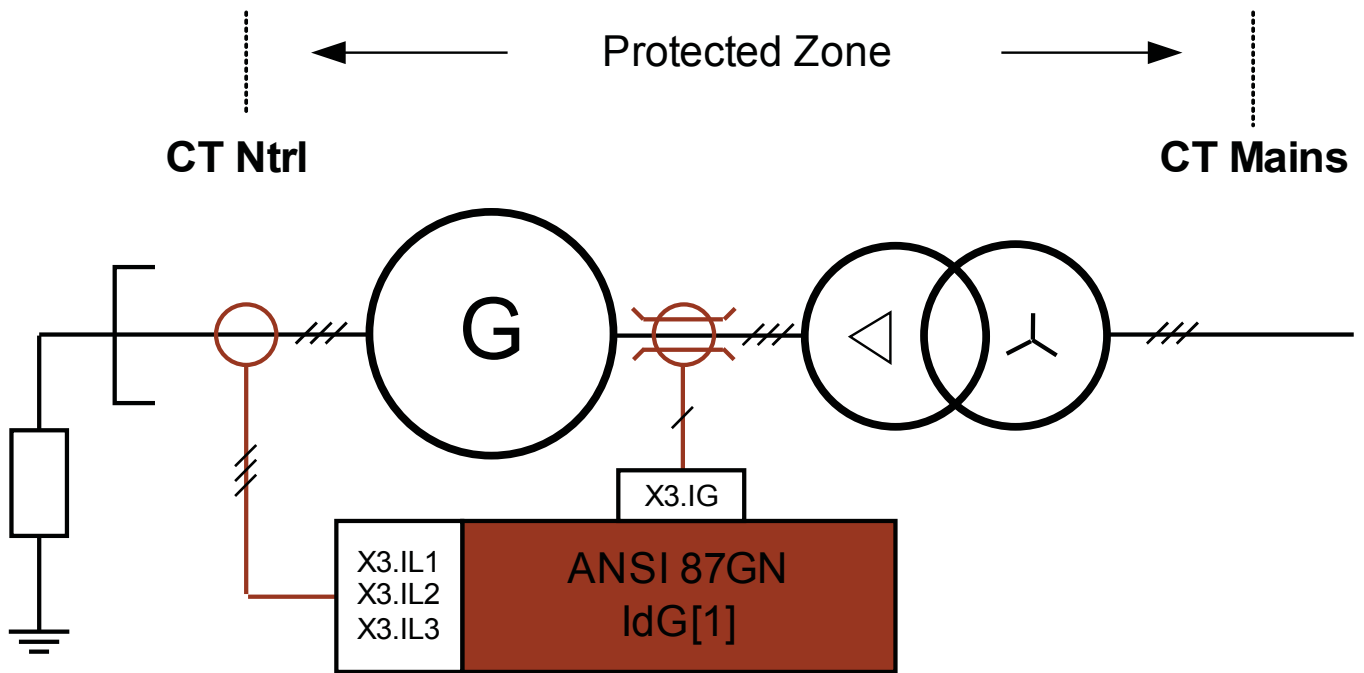 Protected Zone
CT Ntrl
CT Mains
G
X3.IG
X3.IL1
X3.IL2
X3.IL3
ANSI 87GN
IdG[1]